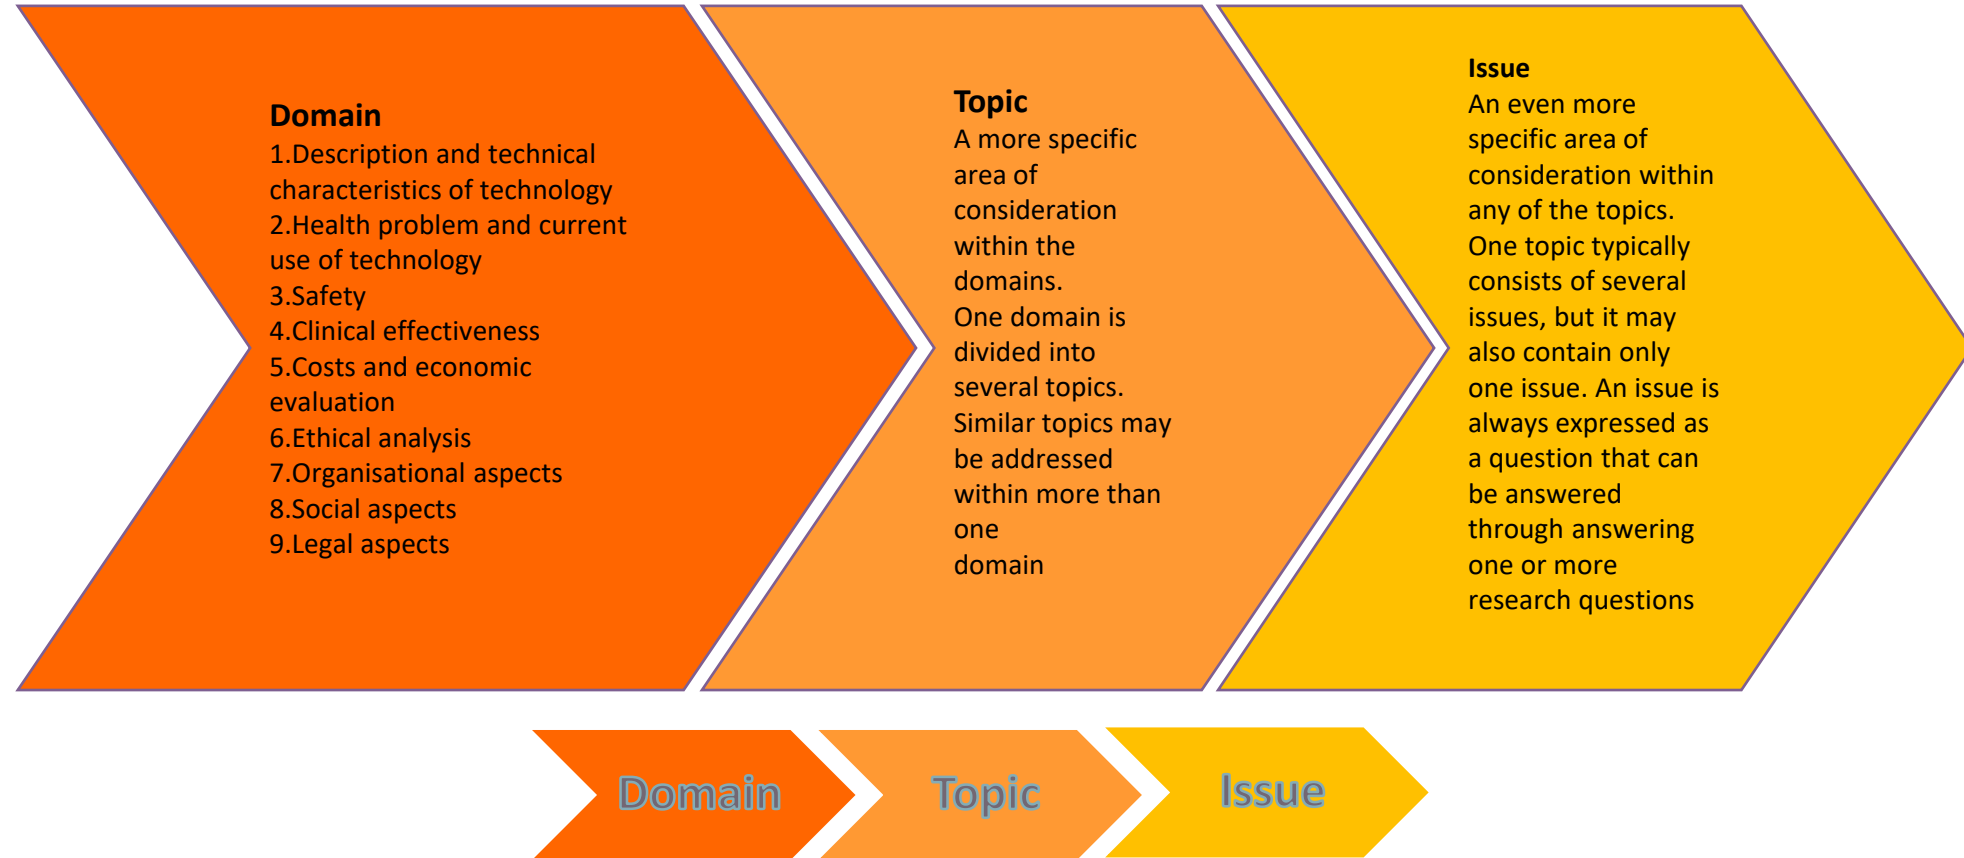 Domain
1.Description and technical
characteristics of technology
2.Health problem and current
use of technology
3.Safety
4.Clinical effectiveness
5.Costs and economic
evaluation
6.Ethical analysis
7.Organisational aspects
8.Social aspects
9.Legal aspects
Topic
A more specific
area of
consideration
within the
domains.
One domain is
divided into
several topics.
Similar topics may
be addressed
within more than
one
domain
Issue
An even more
specific area of
consideration within
any of the topics.
One topic typically
consists of several
issues, but it may
also contain only
one issue. An issue is
always expressed as
a question that can
be answered
through answering
one or more
research questions
Domain
Topic
Issue